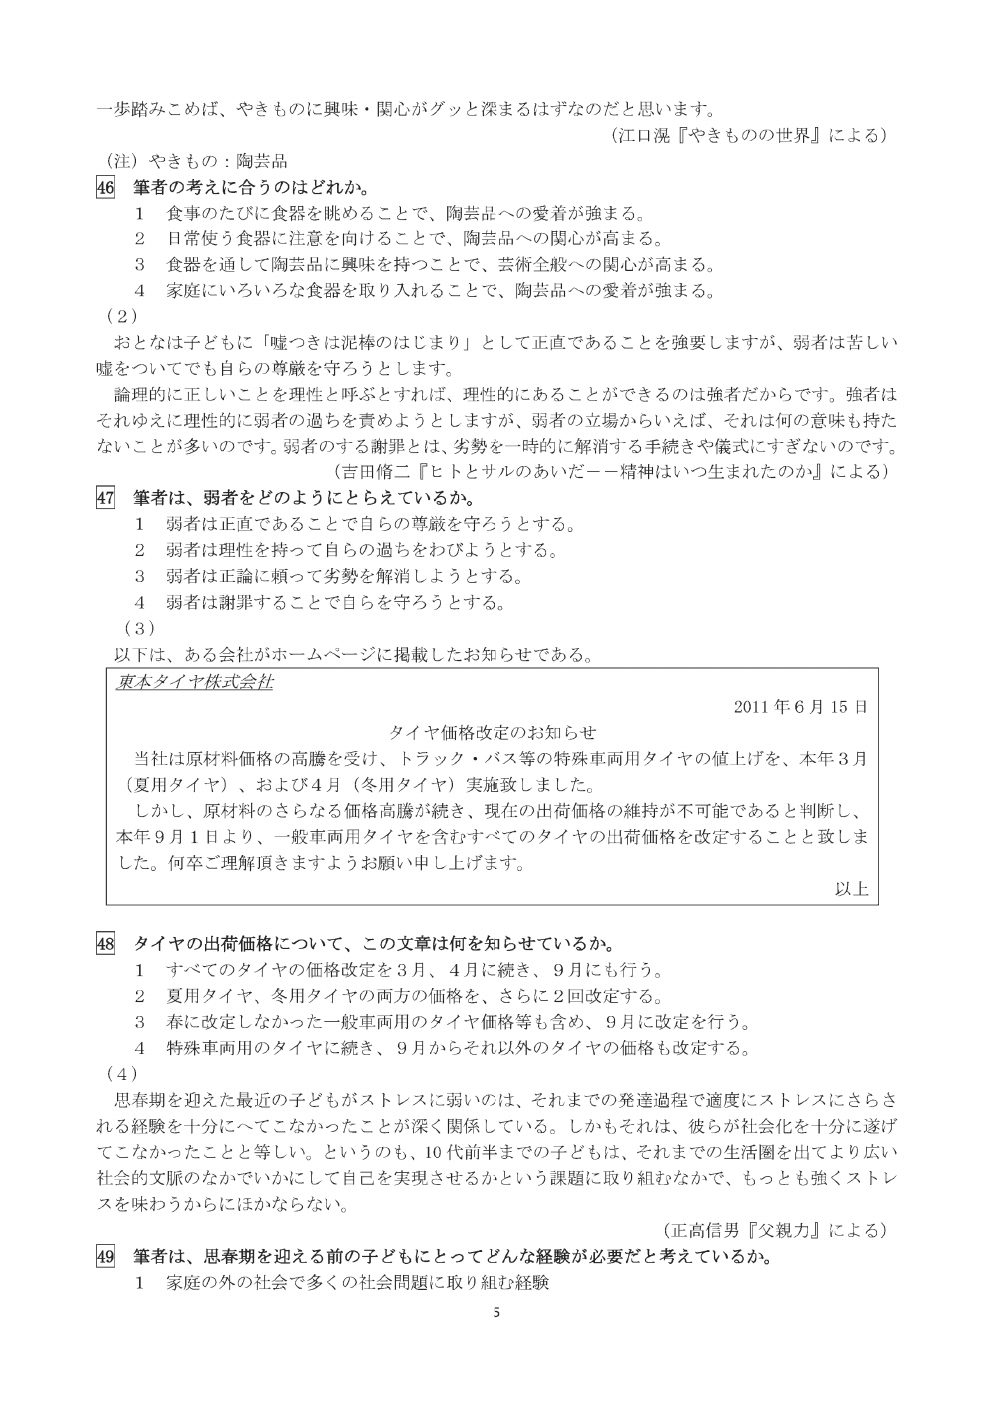 一歩踏みこめば、やきものに興味・関心がグッと深まるはずなのだと思います。
（江口滉『やきものの世界』による）
（注）やきもの：陶芸品
46 筆者の考えに合うのはどれか。
1 食事のたびに食器を眺めることで、陶芸品への愛着が強まる。
2 日常使う食器に注意を向けることで、陶芸品への関心が高まる。
3 食器を通して陶芸品に興味を持つことで、芸術全般への関心が高まる。
4 家庭にいろいろな食器を取り入れることで、陶芸品への愛着が強まる。
（2）
おとなは子どもに「嘘つきは泥棒のはじまり」として正直であることを強要しますが、弱者は苦しい
嘘をついてでも自らの尊厳を守ろうとします。
論理的に正しいことを理性と呼ぶとすれば、理性的にあることができるのは強者だからです。強者は
それゆえに理性的に弱者の過ちを責めようとしますが、弱者の立場からいえば、それは何の意味も持た
ないことが多いのです。弱者のする謝罪とは、劣勢を一時的に解消する手続きや儀式にすぎないのです。
（吉田脩二『ヒトとサルのあいだ－－精神はいつ生まれたのか』による）
47 筆者は、弱者をどのようにとらえているか。
1 弱者は正直であることで自らの尊厳を守ろうとする。
2 弱者は理性を持って自らの過ちをわびようとする。
3 弱者は正論に頼って劣勢を解消しようとする。
4 弱者は謝罪することで自らを守ろうとする。
（3）
以下は、ある会社がホームページに掲載したお知らせである。
東本タイヤ株式会社
2011年６月15日
タイヤ価格改定のお知らせ
当社は原材料価格の高騰を受け、トラック・バス等の特殊車両用タイヤの値上げを、本年３月
（夏用タイヤ）、および４月（冬用タイヤ）実施致しました。
しかし、原材料のさらなる価格高騰が続き、現在の出荷価格の維持が不可能であると判断し、
本年９月１日より、一般車両用タイヤを含むすべてのタイヤの出荷価格を改定することと致しま
した。何卒ご理解頂きますようお願い申し上げます。
以上
48 タイヤの出荷価格について、この文章は何を知らせているか。
1 すべてのタイヤの価格改定を３月、４月に続き、９月にも行う。
2 夏用タイヤ、冬用タイヤの両方の価格を、さらに２回改定する。
3 春に改定しなかった一般車両用のタイヤ価格等も含め、９月に改定を行う。
4 特殊車両用のタイヤに続き、９月からそれ以外のタイヤの価格も改定する。
（4）
思春期を迎えた最近の子どもがストレスに弱いのは、それまでの発達過程で適度にストレスにさらさ
れる経験を十分にへてこなかったことが深く関係している。しかもそれは、彼らが社会化を十分に遂げ
てこなかったことと等しい。というのも、10代前半までの子どもは、それまでの生活圏を出てより広い
社会的文脈のなかでいかにして自己を実現させるかという課題に取り組むなかで、もっとも強くストレ
スを味わうからにほかならない。
（正高信男『父親力』による）
49 筆者は、思春期を迎える前の子どもにとってどんな経験が必要だと考えているか。
1 家庭の外の社会で多くの社会問題に取り組む経験
5